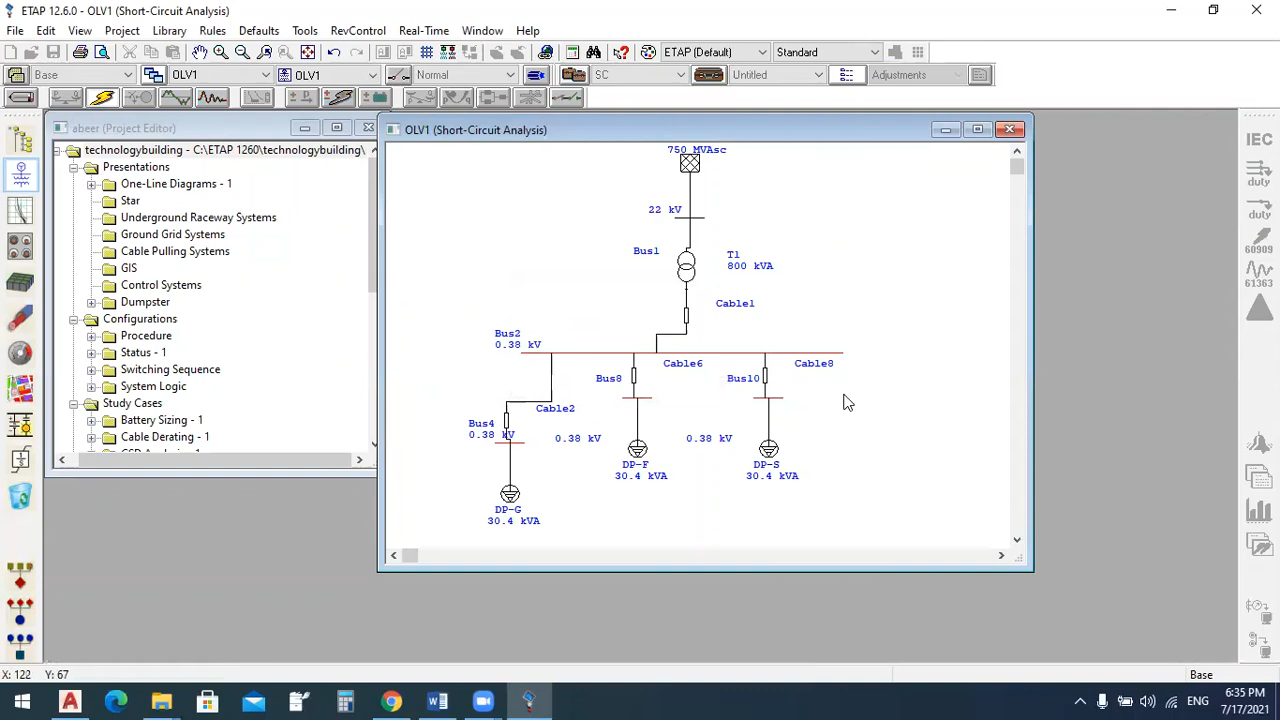 ETAP 12.6.0 - OLV1 (Short-Circuit Analysis)
File Edit View Project Library Rules Defaults Tools RevControl Real-Time Window Help
ETAP (Default) Standard
Base OLV1 OLV1 Normal SC Untitled Adjustments
abeer (Project Editor)
technologybuilding - C:\ETAP 1260\technologybuilding\
Presentations
One-Line Diagrams - 1
Star
Underground Raceway Systems
Ground Grid Systems
Cable Pulling Systems
GIS
Control Systems
Dumpster
Configurations
Procedure
Status - 1
Switching Sequence
System Logic
Study Cases
Battery Sizing - 1
Cable Derating - 1
OLV1 (Short-Circuit Analysis)
750 MVAsc
22 kV
Bus1
T1
800 kVA
Cable1
Bus2
0.38 kV
Cable6
Cable8
Bus8
Bus10
Cable2
Bus4
0.38 kV
0.38 kV
0.38 kV
DP-F
30.4 kVA
DP-S
30.4 kVA
DP-G
30.4 kVA
IEC
duty
duty
60909
61363
X: 122 Y: 67
Base
ENG
6:35 PM
7/17/2021